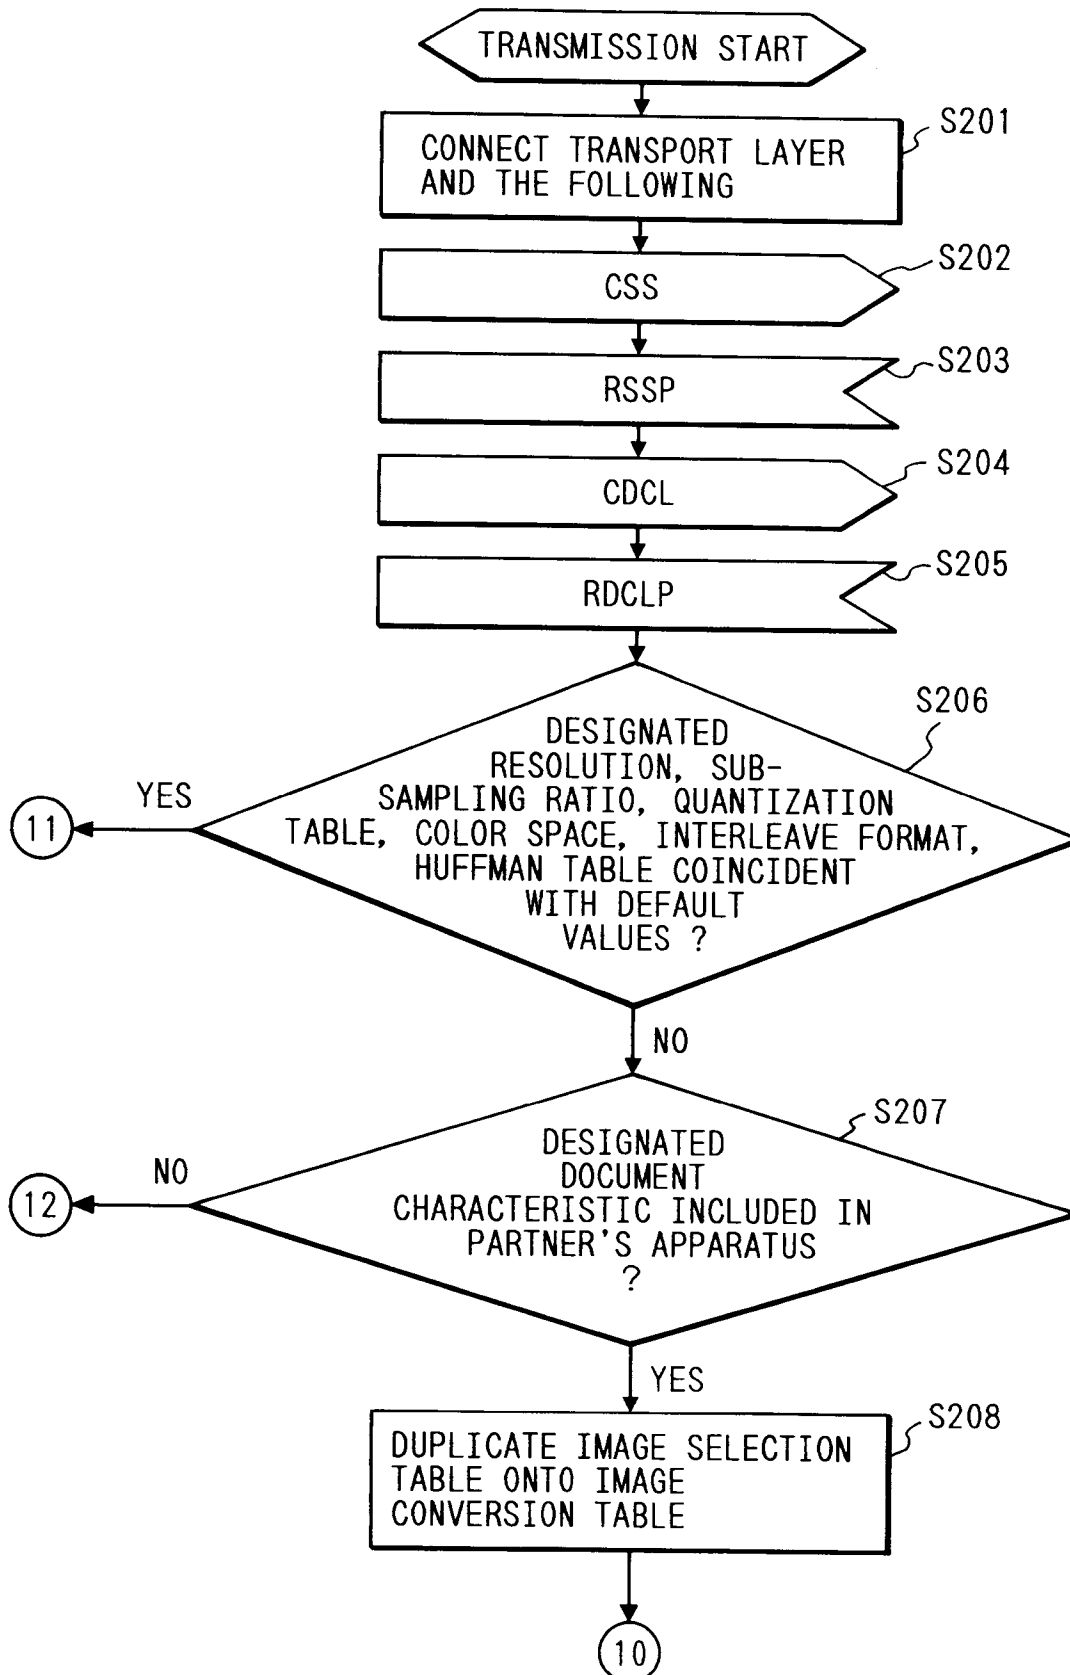 TRANSMISSION START
S201
CONNECT TRANSPORT LAYER
AND THE FOLLOWING
S202
CSS
S203
RSSP
S204
CDCL
S205
RDCLP
S206
DESIGNATED
RESOLUTION, SUB-
SAMPLING RATIO, QUANTIZATION
TABLE, COLOR SPACE, INTERLEAVE FORMAT,
HUFFMAN TABLE COINCIDENT
WITH DEFAULT
VALUES ?
YES
11
NO
S207
DESIGNATED
DOCUMENT
CHARACTERISTIC INCLUDED IN
PARTNER'S APPARATUS
?
NO
12
YES
S208
DUPLICATE IMAGE SELECTION
TABLE ONTO IMAGE
CONVERSION TABLE
10